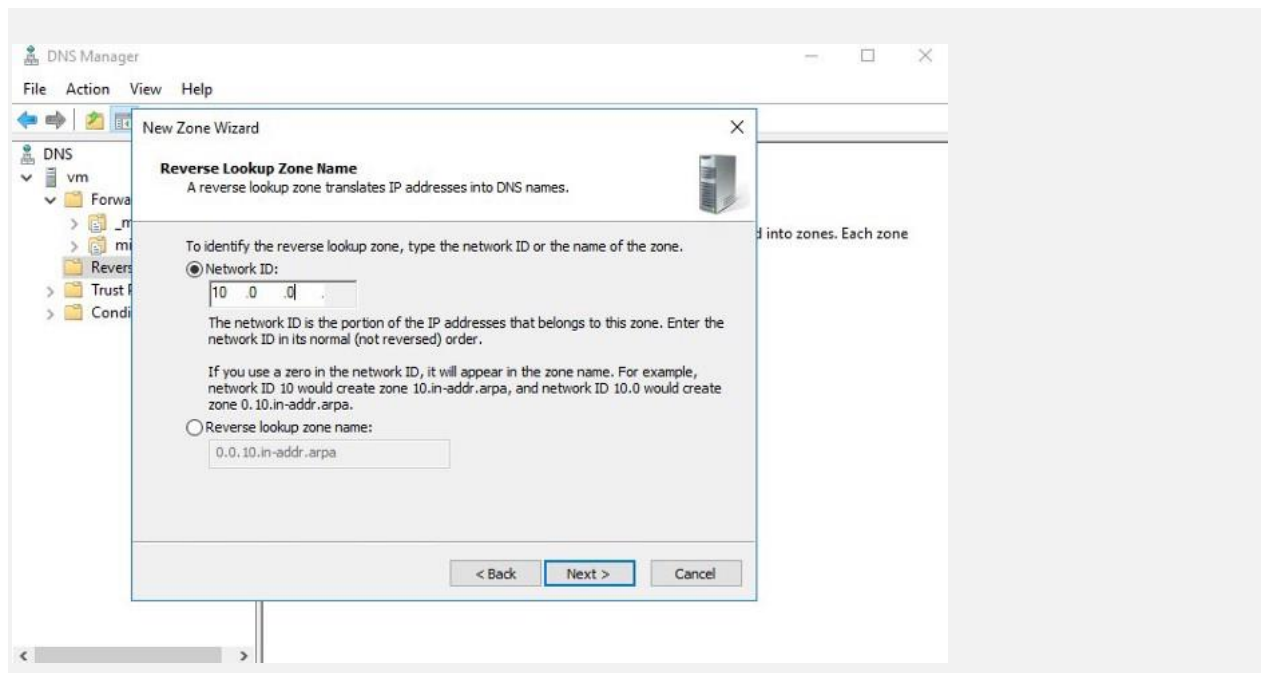 DNS Manager
File Action View Help
New Zone Wizard
DNS
vm
Forwa
_m
mi
Revers
Trust P
Condi
Reverse Lookup Zone Name
A reverse lookup zone translates IP addresses into DNS names.
d into zones. Each zone
To identify the reverse lookup zone, type the network ID or the name of the zone.
Network ID:
10 .0 .0 .
The network ID is the portion of the IP addresses that belongs to this zone. Enter the
network ID in its normal (not reversed) order.
If you use a zero in the network ID, it will appear in the zone name. For example,
network ID 10 would create zone 10.in-addr.arpa, and network ID 10.0 would create
zone 0.10.in-addr.arpa.
Reverse lookup zone name:
0.0.10.in-addr.arpa
< Back Next > Cancel